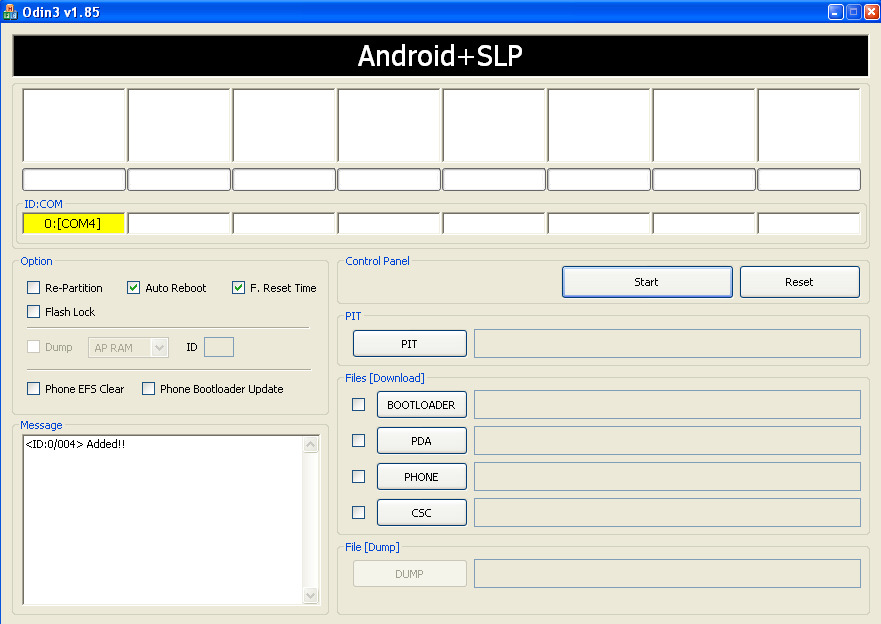 Odin3 v1.85
Android+SLP
ID:COM
0:[COM4]
Option
Re-Partition Auto Reboot F. Reset Time
Flash Lock
Dump AP RAM ID
Phone EFS Clear Phone Bootloader Update
Message
<ID:0/004> Added!!
Control Panel
Start Reset
PIT
PIT
Files [Download]
BOOTLOADER
PDA
PHONE
CSC
File [Dump]
DUMP